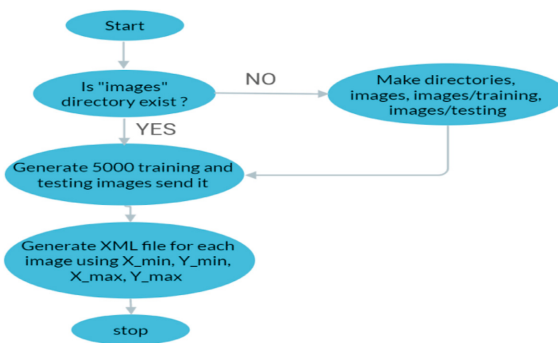 Start
Is "images"
directory exist ?
NO
Make directories,
images, images/training,
images/testing
YES
Generate 5000 training and
testing images send it
Generate XML file for each
image using X_min, Y_min,
X_max, Y_max
stop